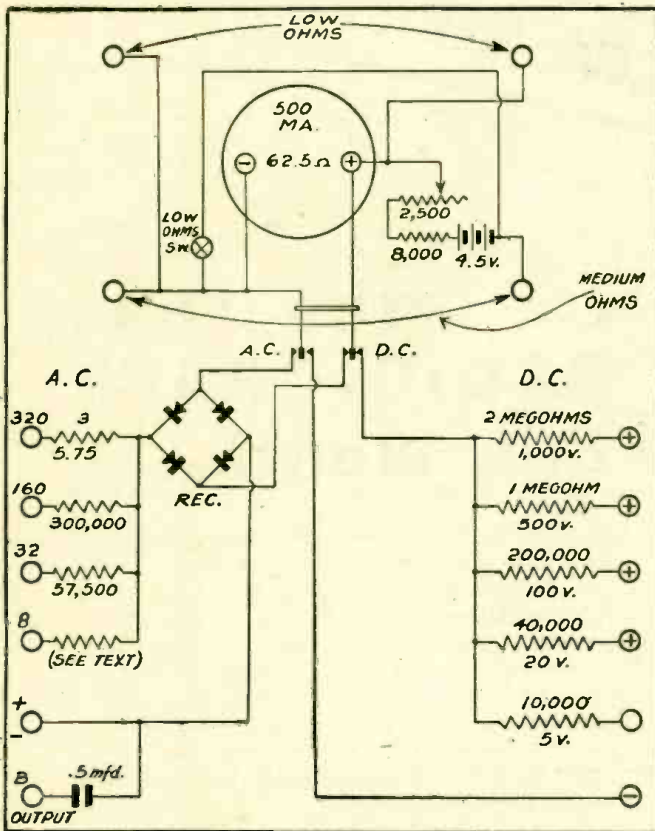 LOW
OHMS
500
MA.
62.5Ω
LOW
OHMS
SW.
2,500
8,000
4.5v.
MEDIUM
OHMS
A.C.
D.C.
A.C.
320
3
5.75
160
300,000
32
57,500
8
(SEE TEXT)
+
-
B
.5 mfd.
OUTPUT
REC.
D.C.
2 MEGOHMS
1,000v.
1 MEGOHM
500v.
200,000
100v.
40,000
20v.
10,000
5v.